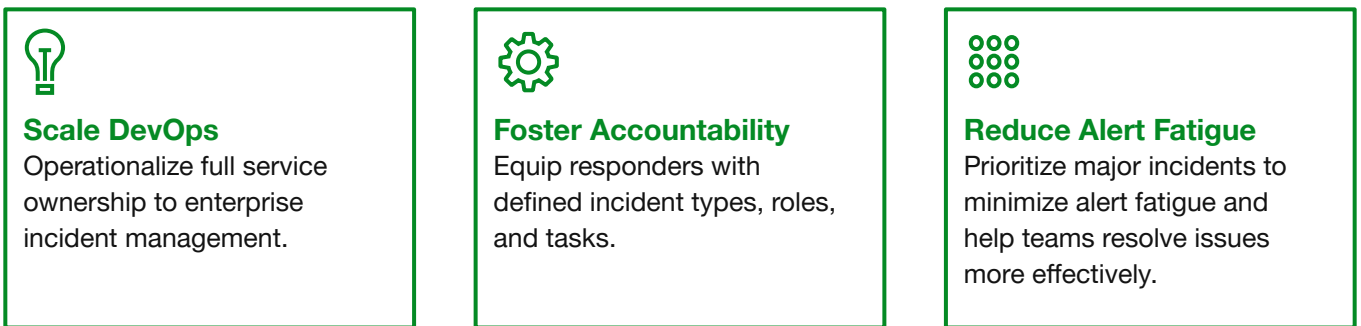 Scale DevOps
Operationalize full service
ownership to enterprise
incident management.
Foster Accountability
Equip responders with
defined incident types, roles,
and tasks.
Reduce Alert Fatigue
Prioritize major incidents to
minimize alert fatigue and
help teams resolve issues
more effectively.